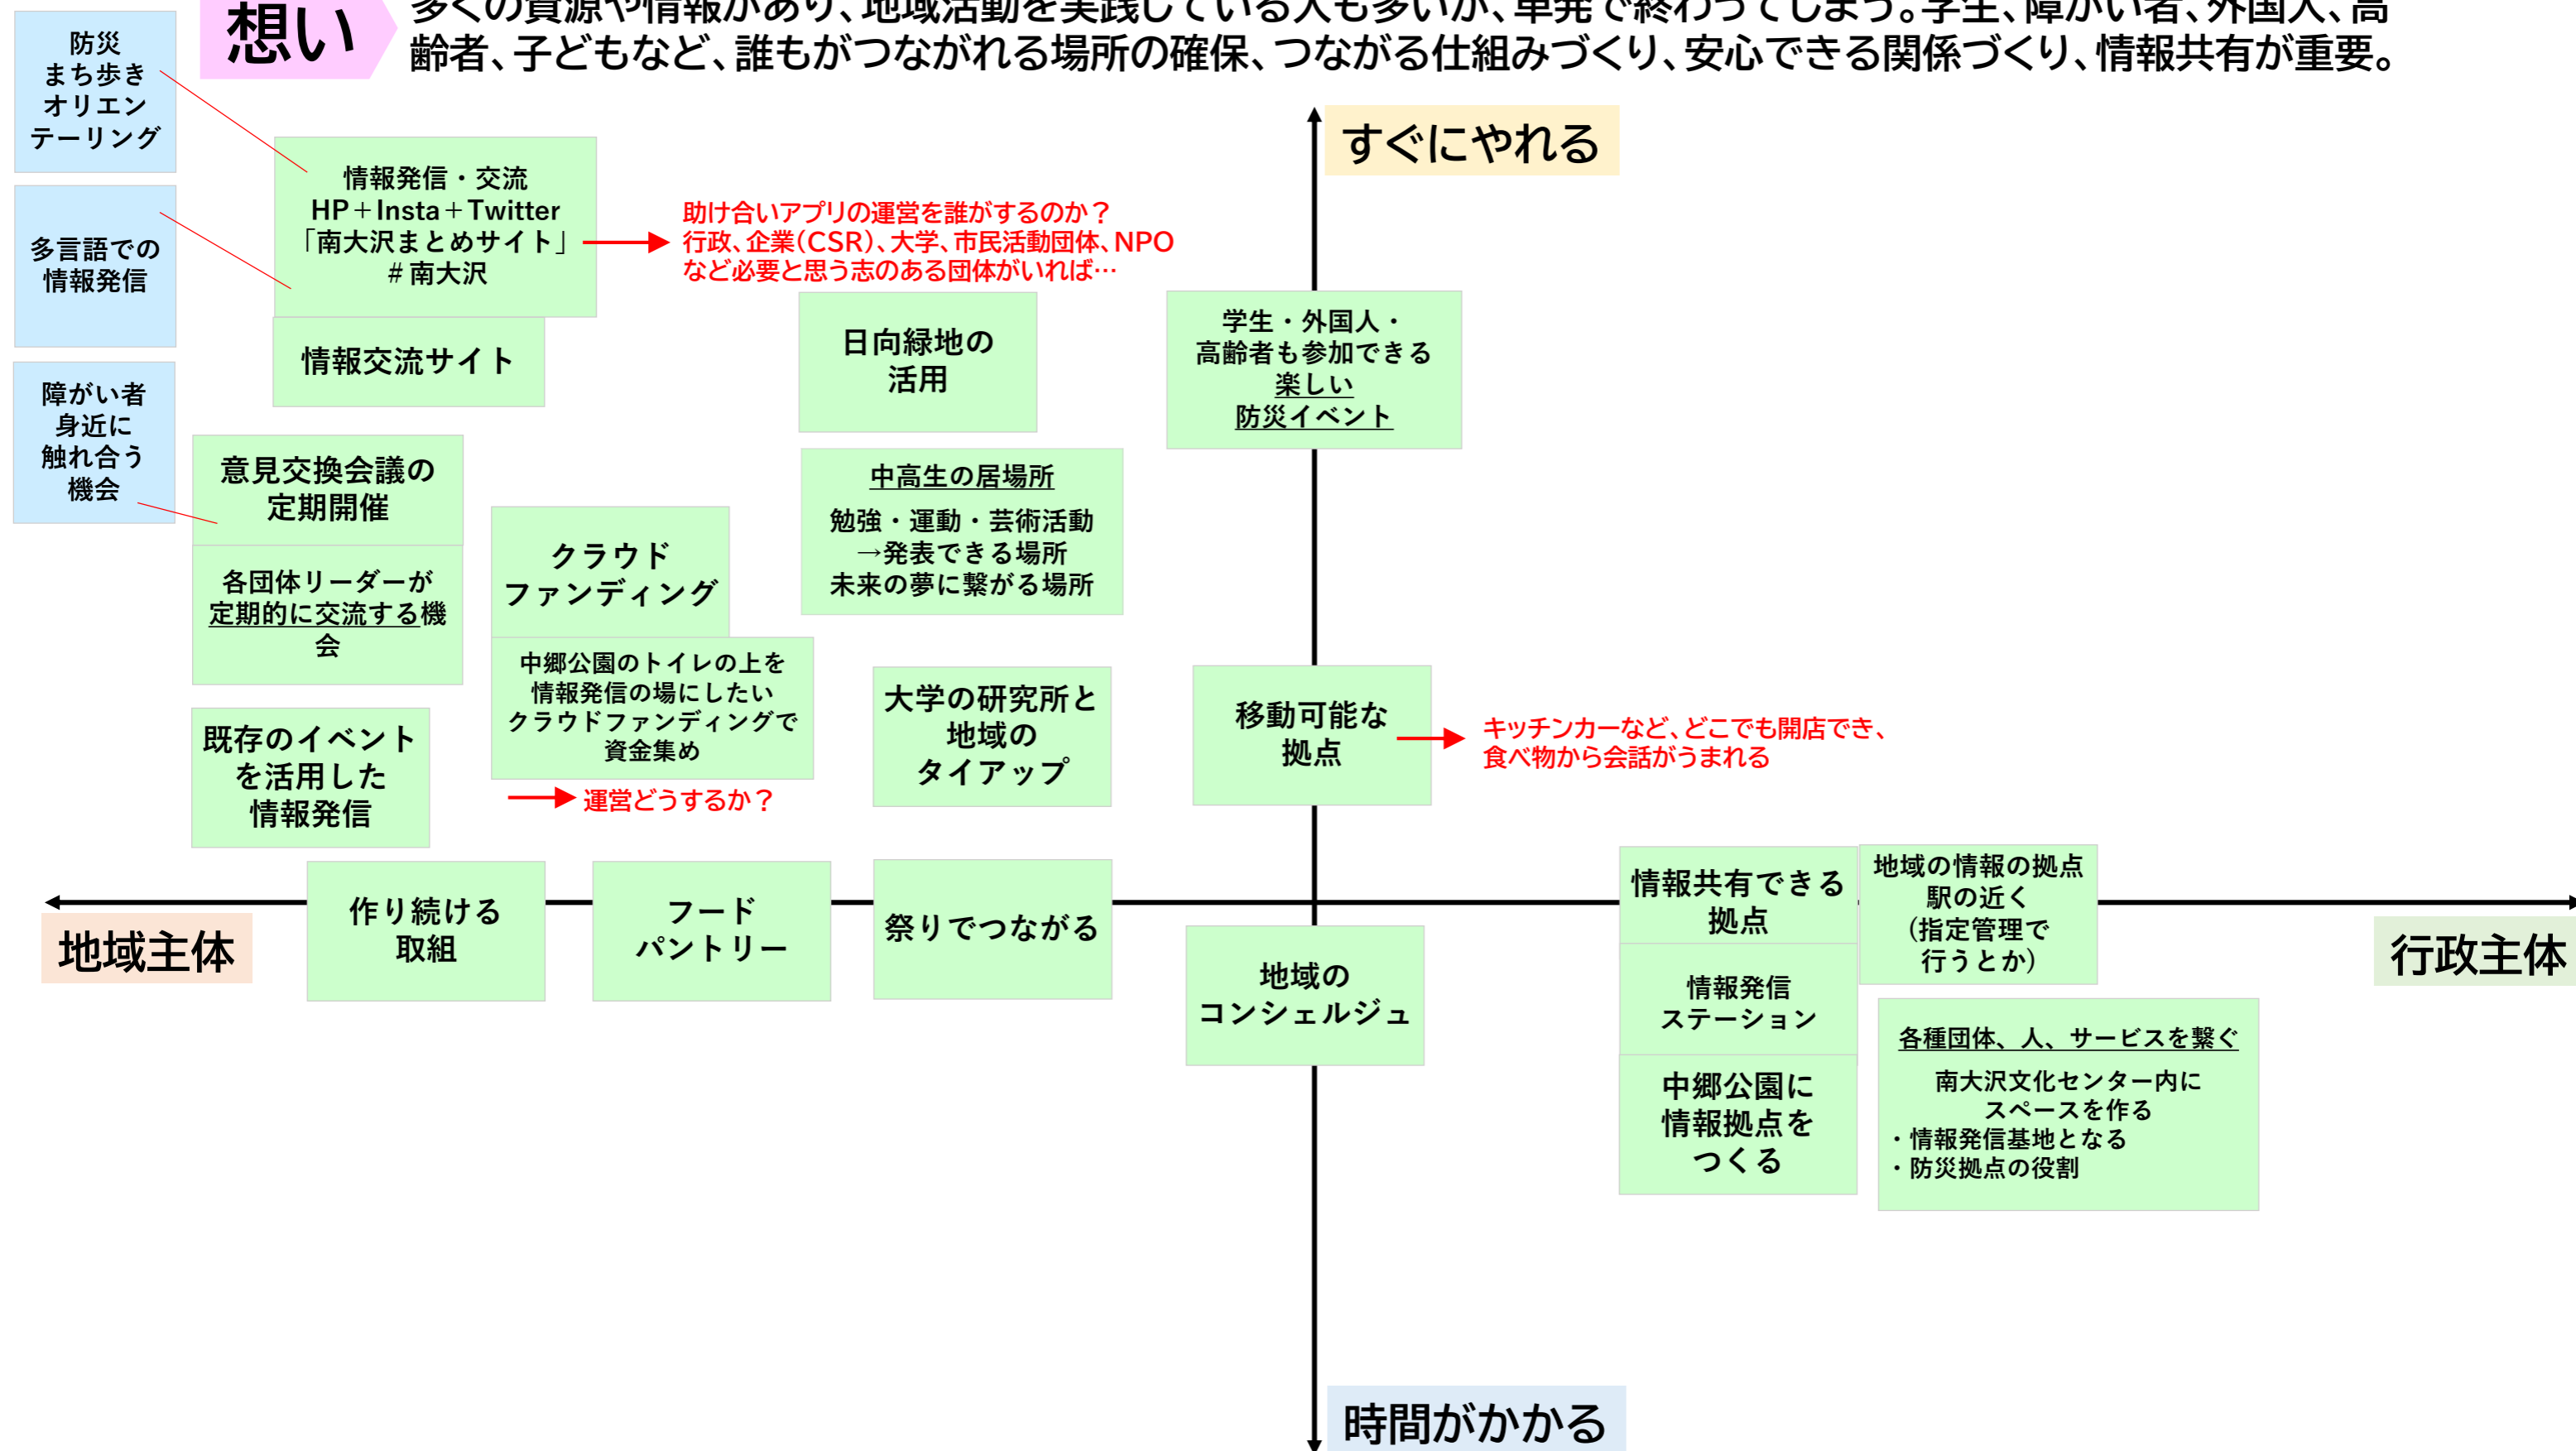 想い
多くの資源や情報があり、地域活動を実践している人も多いが、単発で終わってしまう。学生、障がい者、外国人、高
齢者、子どもなど、誰もがつながれる場所の確保、つながる仕組みづくり、安心できる関係づくり、情報共有が重要。
防災
まち歩き
オリエン
テーリング
多言語での
情報発信
障がい者
身近に
触れ合う
機会
すぐにやれる
情報発信・交流
HP＋Insta＋Twitter
「南大沢まとめサイト」
＃南大沢
助け合いアプリの運営を誰がするのか？
行政、企業（CSR）、大学、市民活動団体、NPO
など必要と思う志のある団体がいれば…
情報交流サイト
日向緑地の
活用
学生・外国人・
高齢者も参加できる
楽しい
防災イベント
意見交換会議の
定期開催
各団体リーダーが
定期的に交流する機
会
クラウド
ファンディング
中郷公園のトイレの上を
情報発信の場にしたい
クラウドファンディングで
資金集め
運営どうするか？
中高生の居場所
勉強・運動・芸術活動
→発表できる場所
未来の夢に繋がる場所
既存のイベント
を活用した
情報発信
大学の研究所と
地域の
タイアップ
移動可能な
拠点
キッチンカーなど、どこでも開店でき、
食べ物から会話がうまれる
地域主体
作り続ける
取組
フード
パントリー
祭りでつながる
地域の
コンシェルジュ
情報共有できる
拠点
情報発信
ステーション
中郷公園に
情報拠点を
つくる
地域の情報の拠点
駅の近く
（指定管理で
行うとか）
各種団体、人、サービスを繋ぐ
南大沢文化センター内に
スペースを作る
・情報発信基地となる
・防災拠点の役割
行政主体
時間がかかる